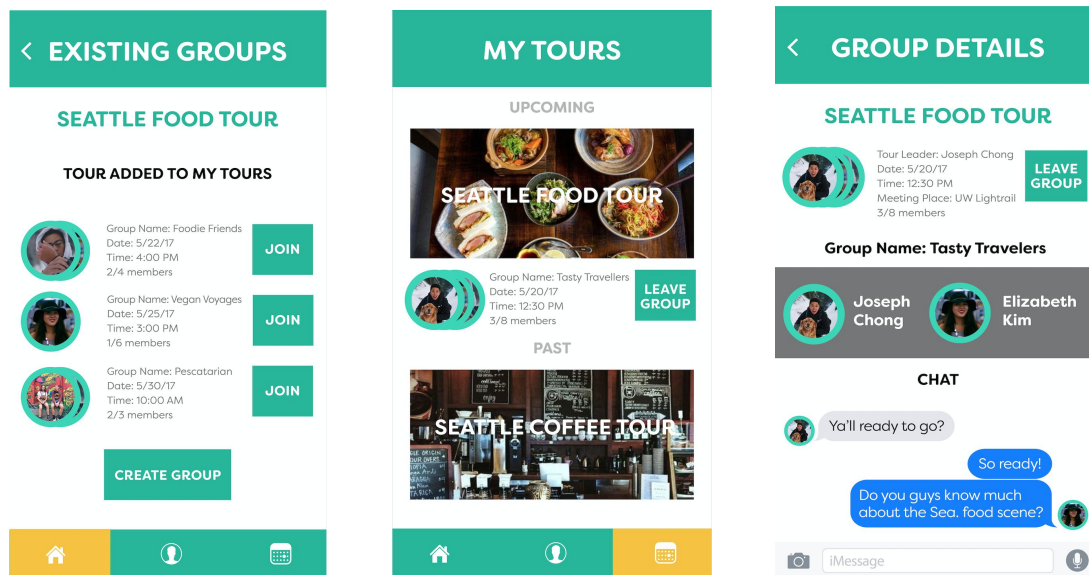 EXISTING GROUPS
SEATTLE FOOD TOUR
TOUR ADDED TO MY TOURS
Group Name: Foodie Friends
Date: 5/22/17
Time: 4:00 PM
2/4 members
JOIN
Group Name: Vegan Voyages
Date: 5/25/17
Time: 3:00 PM
1/6 members
JOIN
Group Name: Pescatarian
Date: 5/30/17
Time: 10:00 AM
2/3 members
JOIN
CREATE GROUP
MY TOURS
UPCOMING
SEATTLE FOOD TOUR
Group Name: Tasty Travellers
Date: 5/20/17
Time: 12:30 PM
3/8 members
LEAVE
GROUP
PAST
SEATTLE COFFEE TOUR
GROUP DETAILS
SEATTLE FOOD TOUR
Tour Leader: Joseph Chong
Date: 5/20/17
Time: 12:30 PM
Meeting Place: UW Lightrail
3/8 members
LEAVE
GROUP
Group Name: Tasty Travelers
Joseph
Chong
Elizabeth
Kim
CHAT
Ya'll ready to go?
So ready!
Do you guys know much
about the Sea. food scene?
iMessage